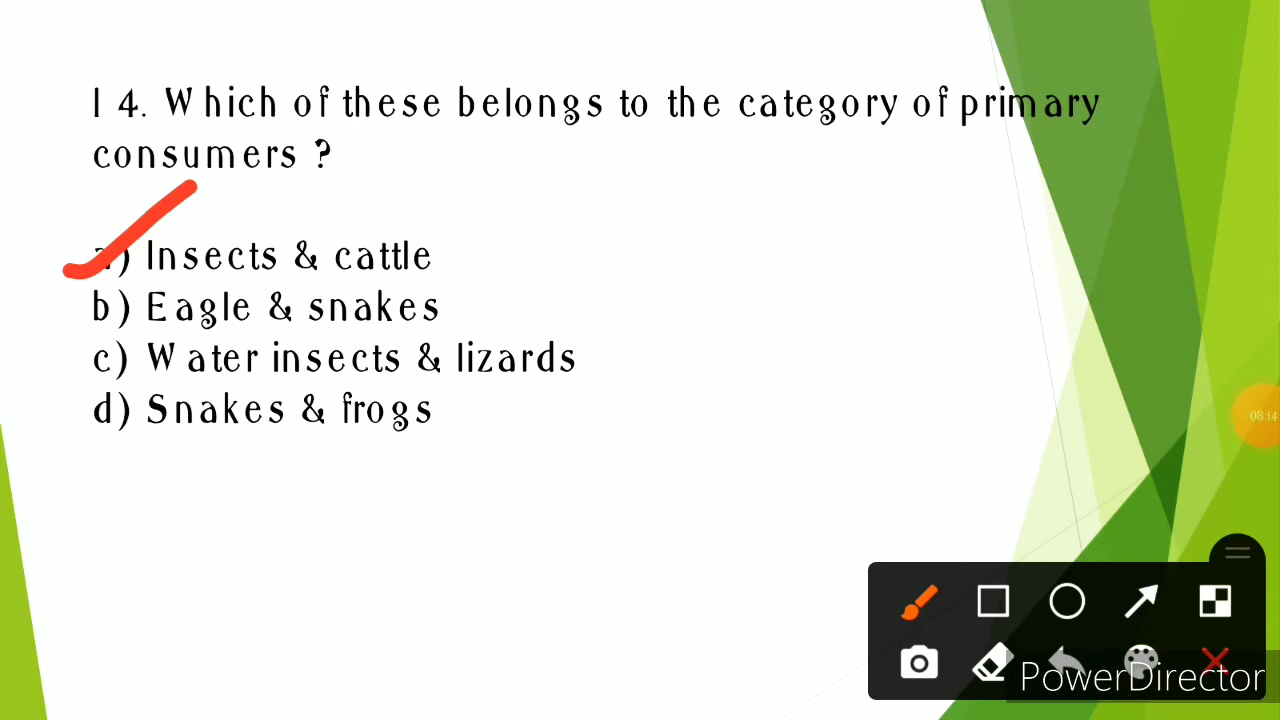 14. Which of these belongs to the category of primary
consumers ?
a) Insects & cattle
b) Eagle & snakes
c) Water insects & lizards
d) Snakes & frogs
08:14
PowerDirector